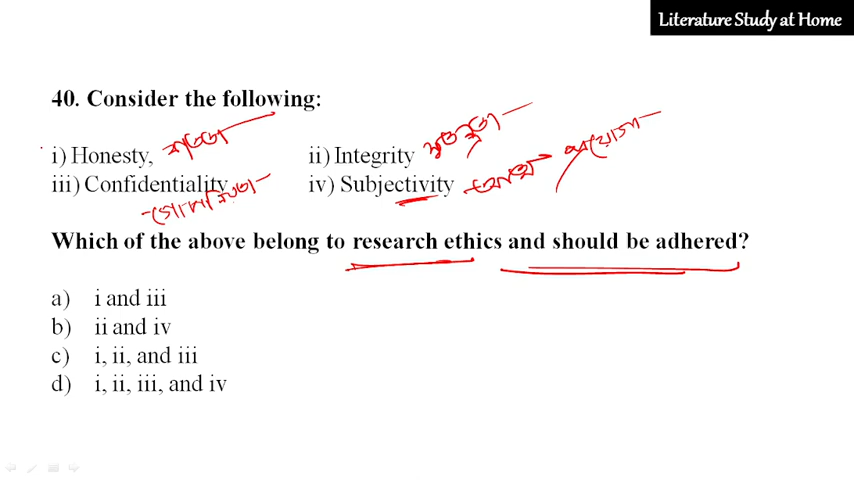 Literature Study at Home
40. Consider the following:
i) Honesty, সততা ii) Integrity
iii) Confidentiality iv) Subjectivity
গোপনীয়তা
Which of the above belong to research ethics and should be adhered?
a) i and iii
b) ii and iv
c) i, ii, and iii
d) i, ii, iii, and iv